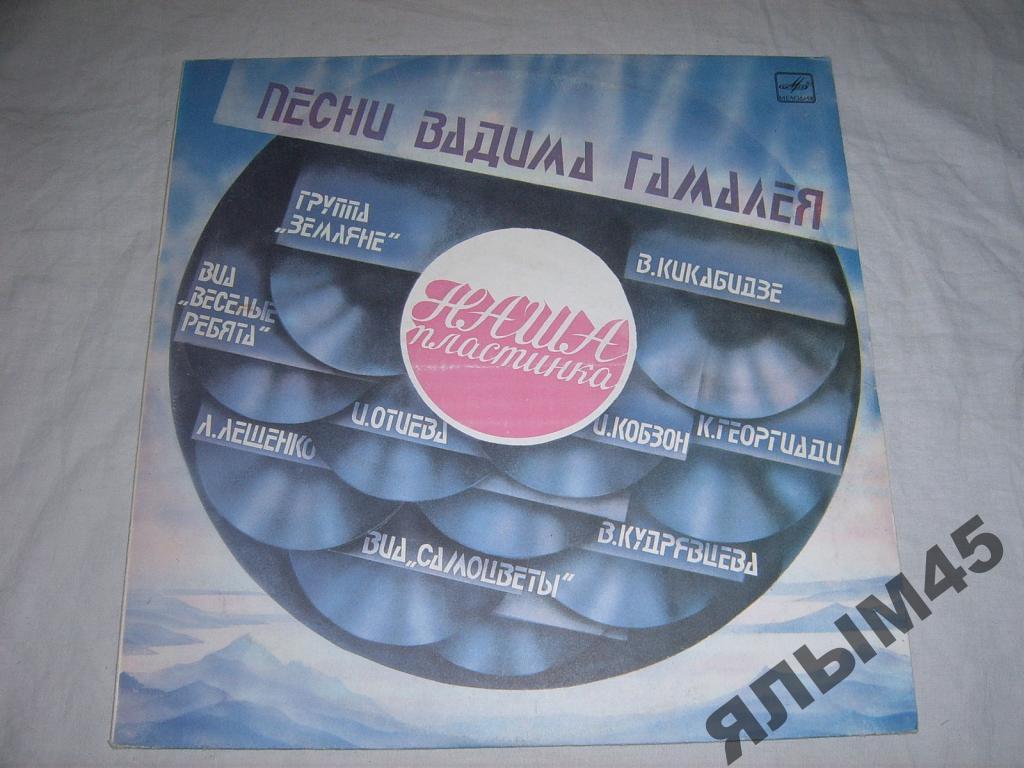 МЕЛОДИЯ
ПЕСНИ ВАДИМА ГАМАЛЕЯ
ГРУППА
„ЗЕМЛЯНЕ"
В.КИКАБИДЗЕ
ВИА
„ВЕСЕЛЫЕ
РЕБЯТА"
НАША
пластинка
Л.ЛЕЩЕНКО
И.ОТИЕВА
И.КОБЗОН
К.ГЕОРГИАДИ
В.КУДРЯВЦЕВА
ВИА „САМОЦВЕТЫ"
ЯЛЫМ45